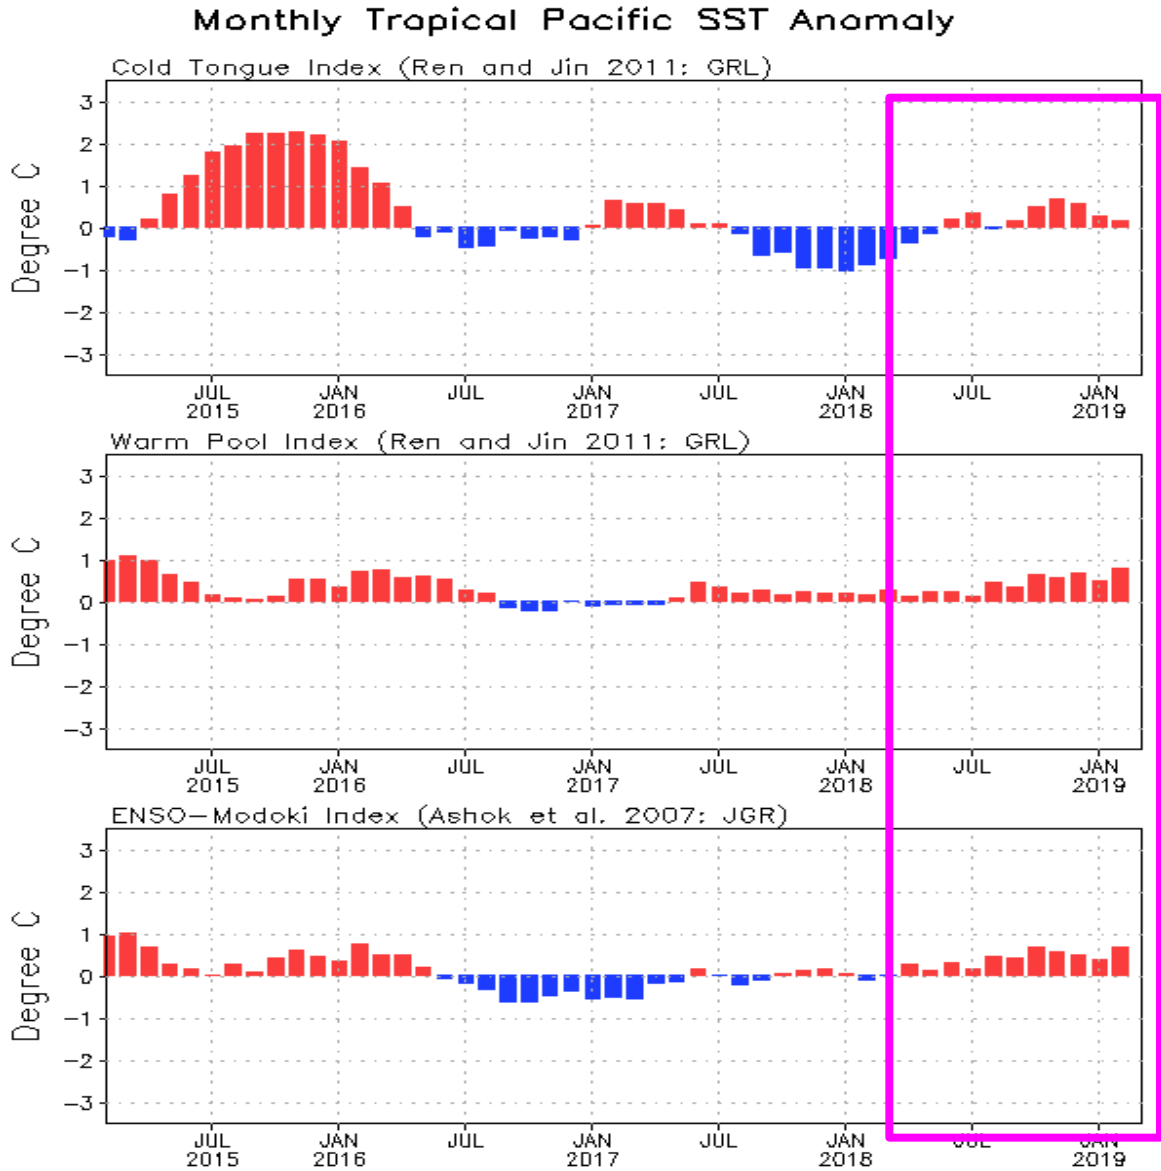 Monthly Tropical Pacific SST Anomaly
Cold Tongue Index (Ren and Jin 2011: GRL)
Degree C
3
2
1
0
-1
-2
-3
JUL 2015
JAN 2016
JUL
JAN 2017
JUL
JAN 2018
JUL
JAN 2019
Warm Pool Index (Ren and Jin 2011: GRL)
Degree C
3
2
1
0
-1
-2
-3
JUL 2015
JAN 2016
JUL
JAN 2017
JUL
JAN 2018
JUL
JAN 2019
ENSO-Modoki Index (Ashok et al. 2007: JGR)
Degree C
3
2
1
0
-1
-2
-3
JUL 2015
JAN 2016
JUL
JAN 2017
JUL
JAN 2018
JUL
JAN 2019